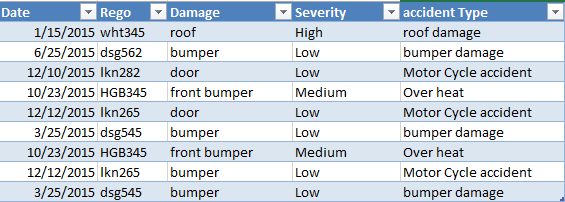 Date Rego Damage Severity accident Type
1/15/2015 wht345 roof High roof damage
6/25/2015 dsg562 bumper Low bumper damage
12/10/2015 lkn282 door Low Motor Cycle accident
10/23/2015 HGB345 front bumper Medium Over heat
12/12/2015 lkn265 door Low Motor Cycle accident
3/25/2015 dsg545 bumper Low bumper damage
10/23/2015 HGB345 front bumper Medium Over heat
12/12/2015 lkn265 bumper Low Motor Cycle accident
3/25/2015 dsg545 bumper Low bumper damage